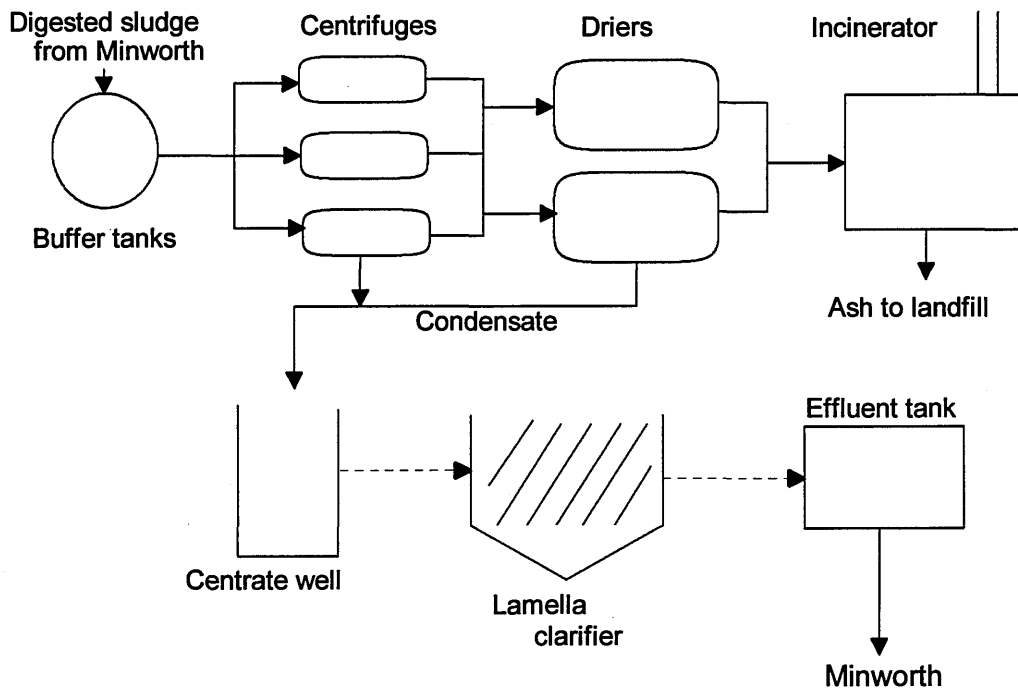 Digested sludge
from Minworth
Centrifuges
Driers
Incinerator
Buffer tanks
Ash to landfill
Condensate
Effluent tank
Centrate well
Lamella
clarifier
Minworth